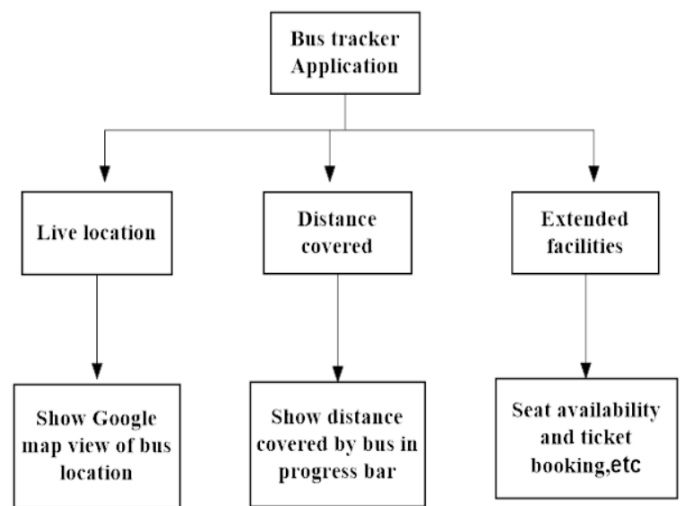 Bus tracker
Application
Live location
Distance
covered
Extended
facilities
Show Google
map view of bus
location
Show distance
covered by bus in
progress bar
Seat availability
and ticket
booking,etc